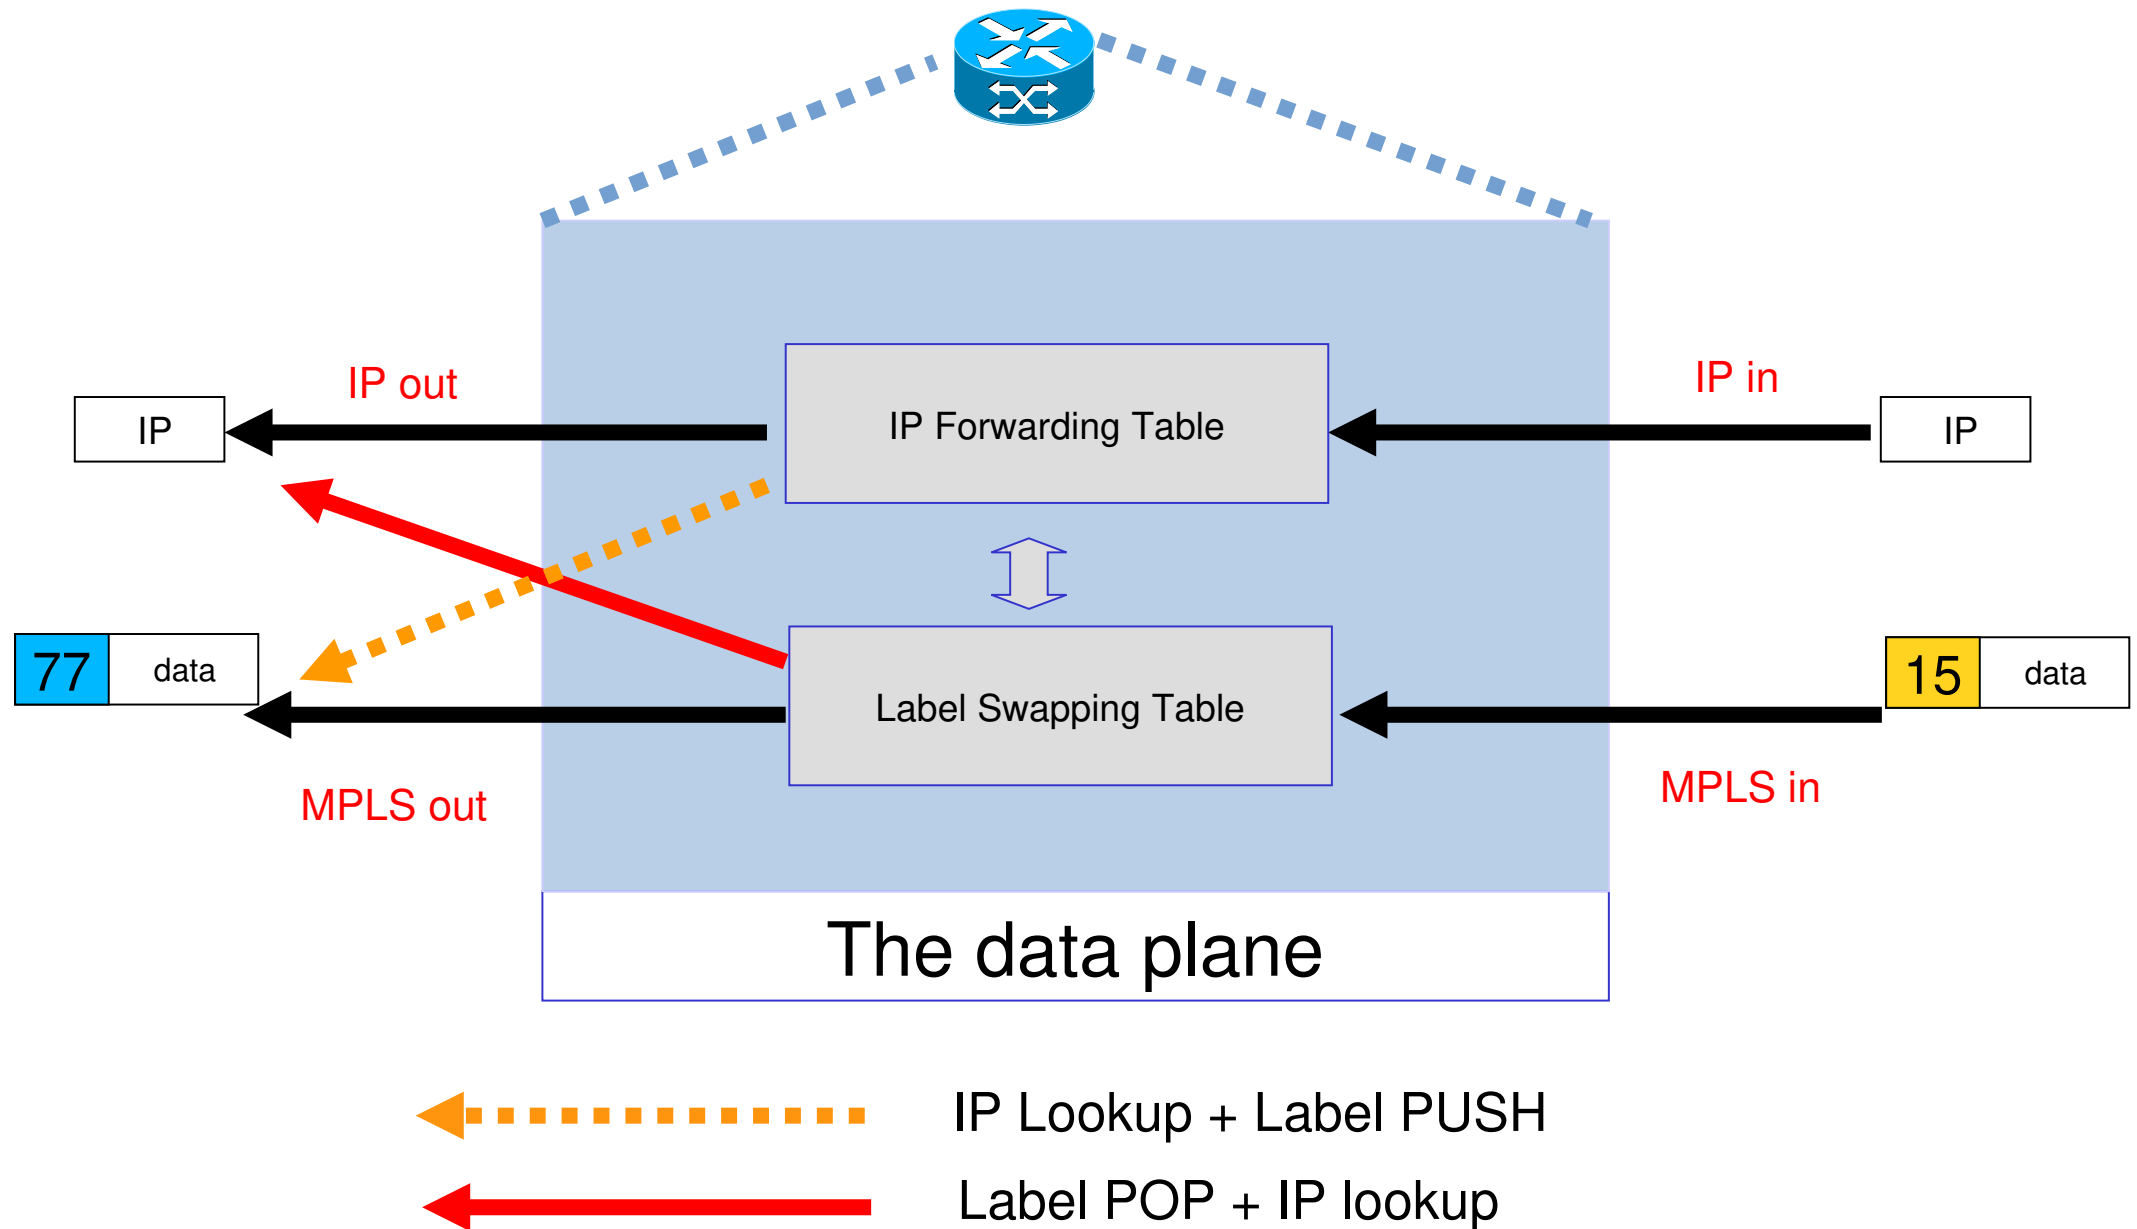 IP out
IP in
IP
IP Forwarding Table
IP
77
data
Label Swapping Table
15
data
MPLS out
MPLS in
The data plane
IP Lookup + Label PUSH
Label POP + IP lookup